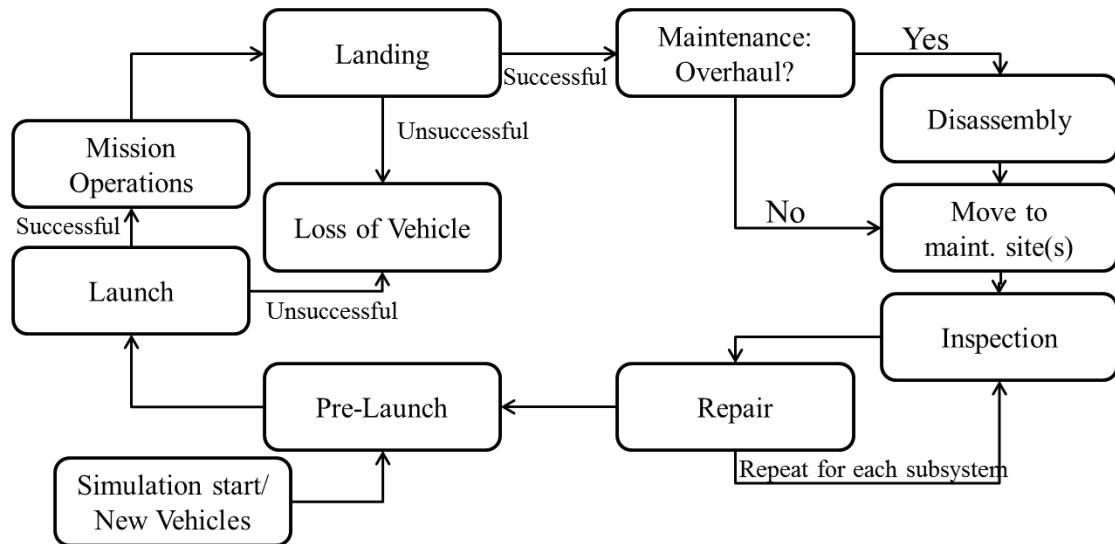 Landing
Successful
Maintenance:
Overhaul?
Yes
Disassembly
Unsuccessful
Mission
Operations
Successful
Loss of Vehicle
No
Move to
maint. site(s)
Launch
Unsuccessful
Inspection
Pre-Launch
Repair
Repeat for each subsystem
Simulation start/
New Vehicles